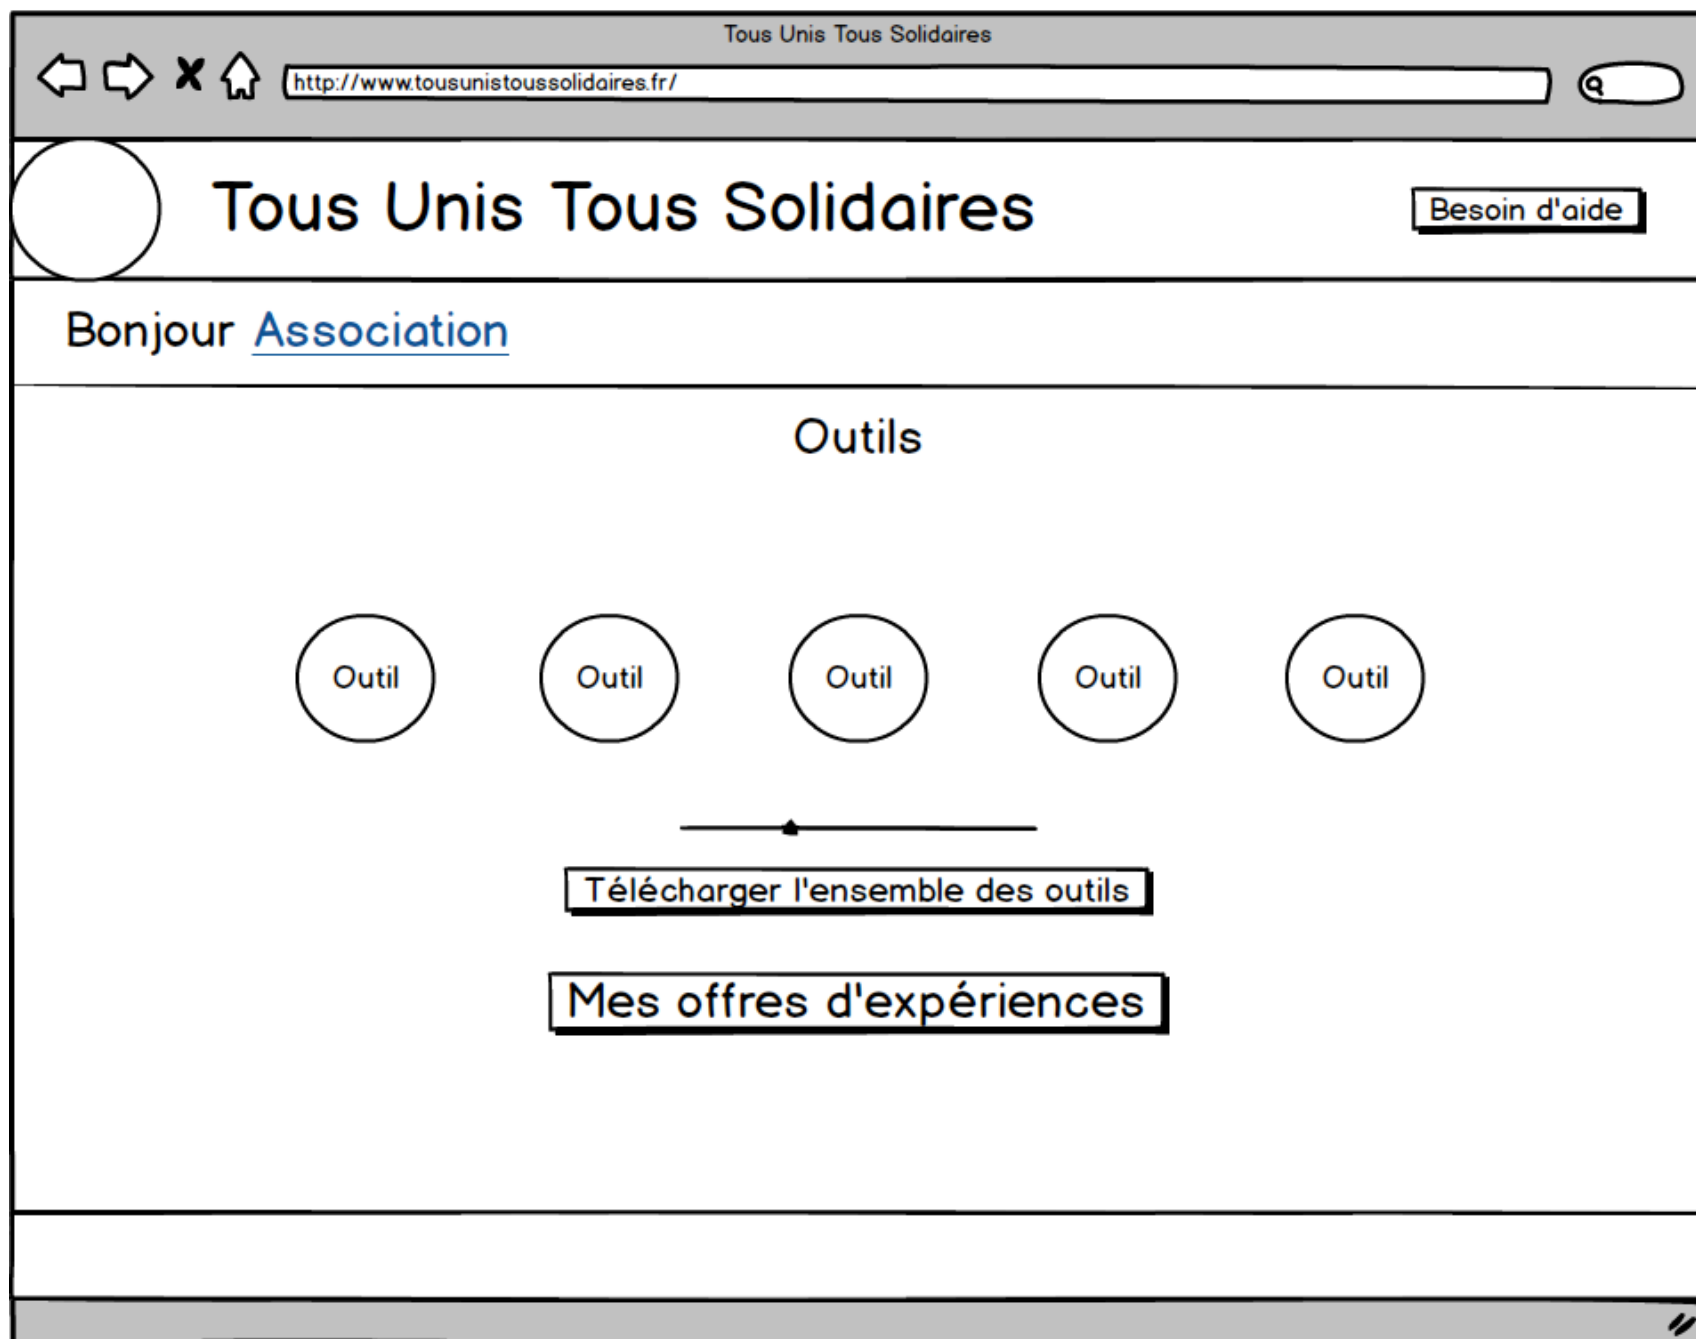 Tous Unis Tous Solidaires
http://www.tousunistoussolidaires.fr/
Tous Unis Tous Solidaires
Besoin d'aide
Bonjour Association
Outils
Outil Outil Outil Outil Outil
Télécharger l'ensemble des outils
Mes offres d'expériences